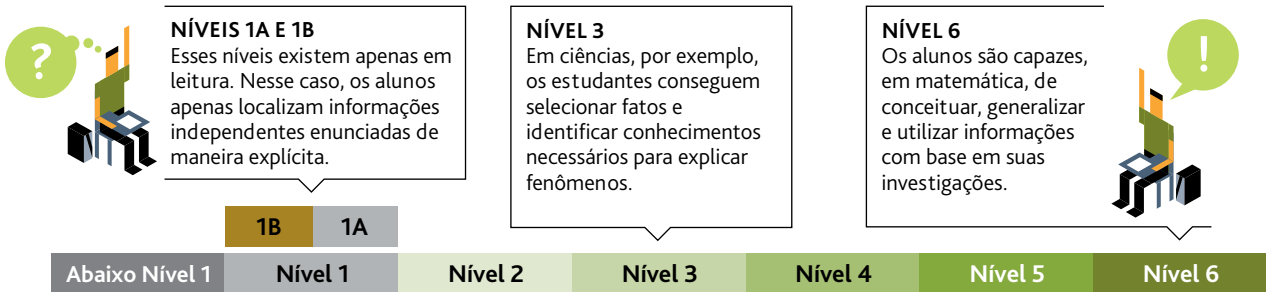 ?
NÍVEIS 1A E 1B
Esses níveis existem apenas em
leitura. Nesse caso, os alunos
apenas localizam informações
independentes enunciadas de
maneira explícita.
NÍVEL 3
Em ciências, por exemplo,
os estudantes conseguem
selecionar fatos e
identificar conhecimentos
necessários para explicar
fenômenos.
NÍVEL 6
Os alunos são capazes,
em matemática, de
conceituar, generalizar
e utilizar informações
com base em suas
investigações.
!
1B 1A
Abaixo Nível 1 Nível 1 Nível 2 Nível 3 Nível 4 Nível 5 Nível 6